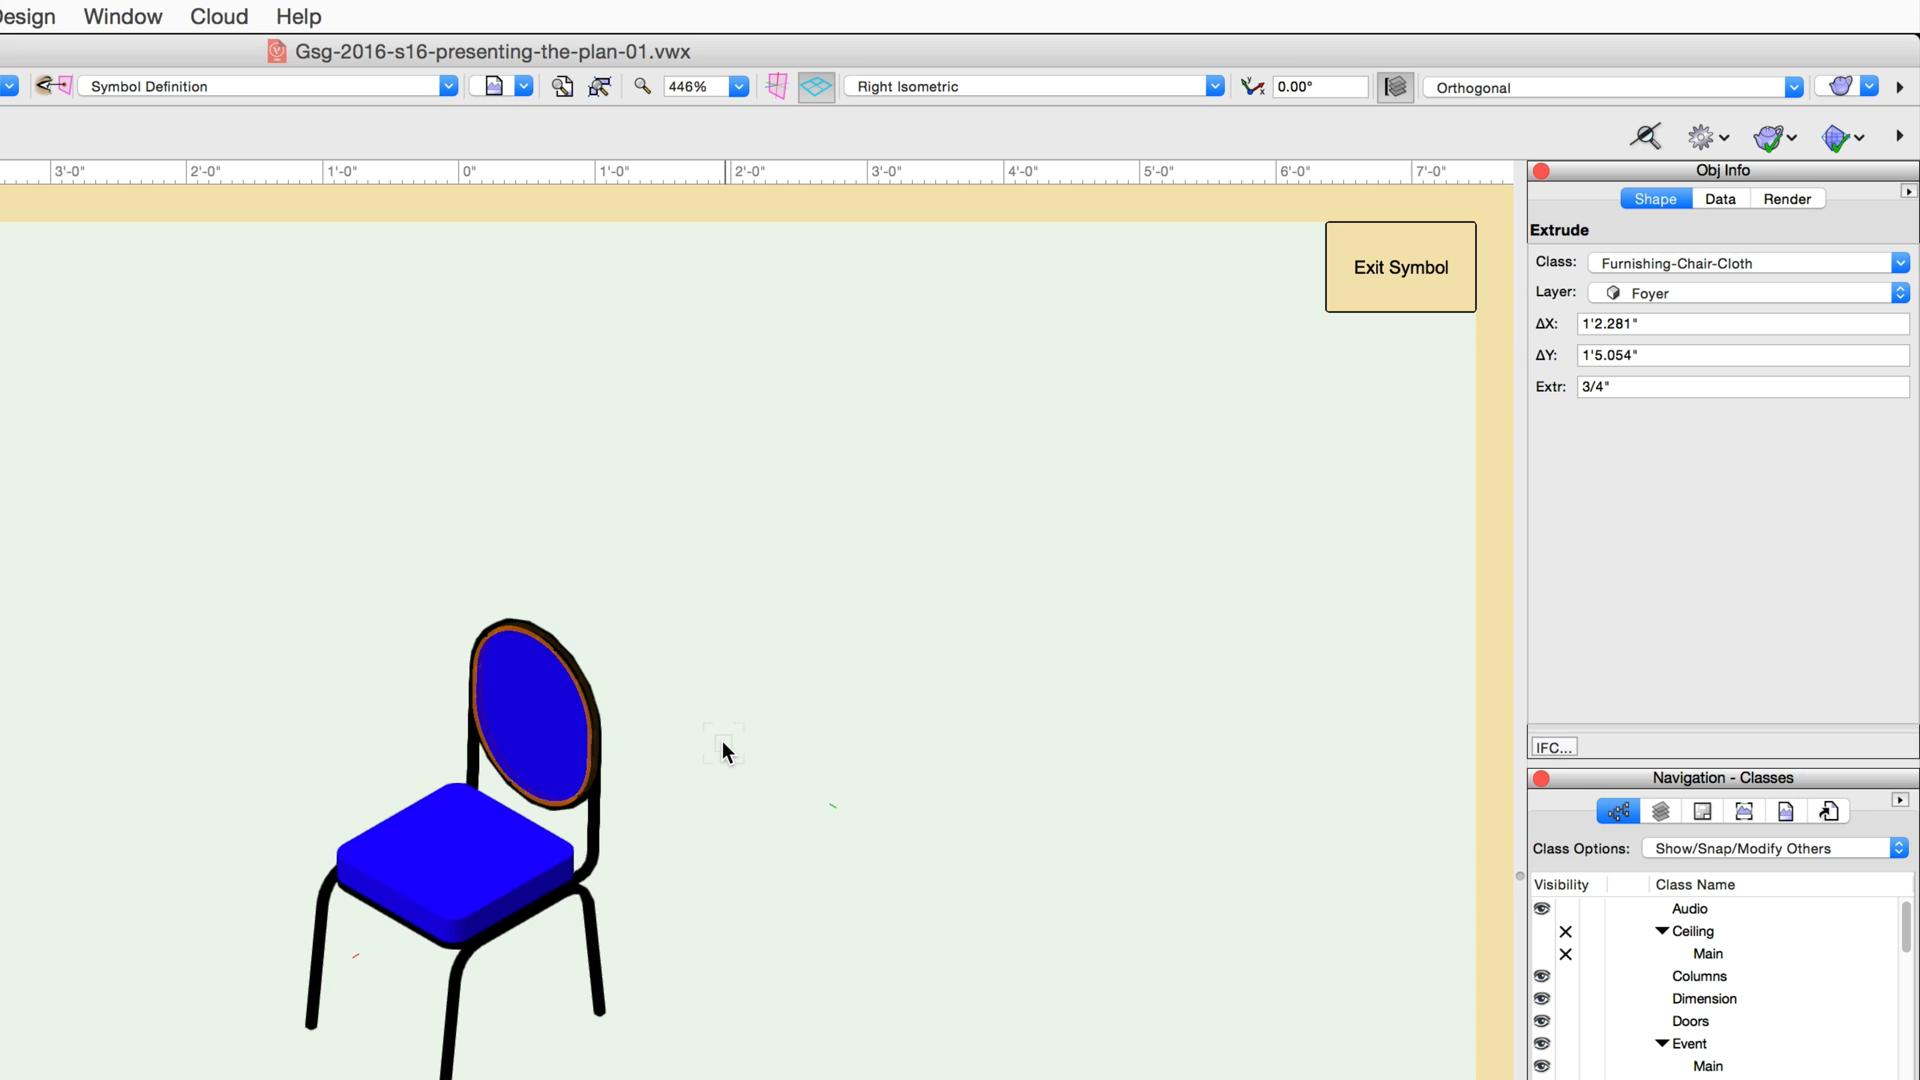 Design Window Cloud Help
Gsg-2016-s16-presenting-the-plan-01.vwx
Symbol Definition 446% Right Isometric 0.00° Orthogonal
3'-0" 2'-0" 1'-0" 0" 1'-0" 2'-0" 3'-0" 4'-0" 5'-0" 6'-0" 7'-0"
Exit Symbol
Obj Info
Shape Data Render
Extrude
Class: Furnishing-Chair-Cloth
Layer: Foyer
ΔX: 1'2.281"
ΔY: 1'5.054"
Extr: 3/4"
IFC...
Navigation - Classes
Class Options: Show/Snap/Modify Others
Visibility Class Name
Audio
Ceiling
Main
Columns
Dimension
Doors
Event
Main